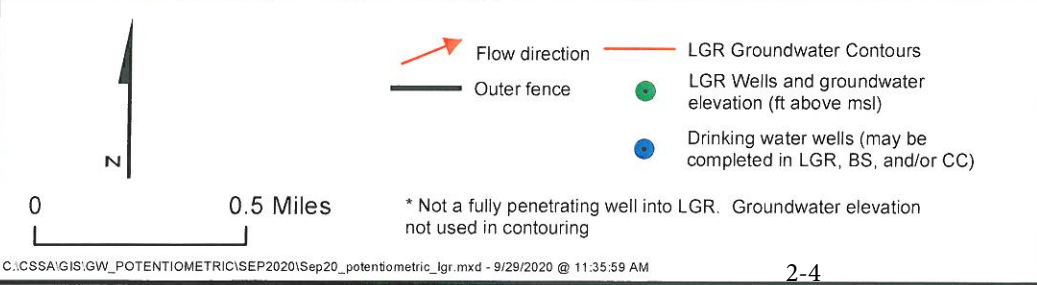 Flow direction
LGR Groundwater Contours
Outer fence
LGR Wells and groundwater
elevation (ft above msl)
Drinking water wells (may be
completed in LGR, BS, and/or CC)
N
0
0.5 Miles
* Not a fully penetrating well into LGR. Groundwater elevation
not used in contouring
C:\CSSA\GIS\GW_POTENTIOMETRIC\SEP2020\Sep20_potentiometric_lgr.mxd - 9/29/2020 @ 11:35:59 AM
2-4